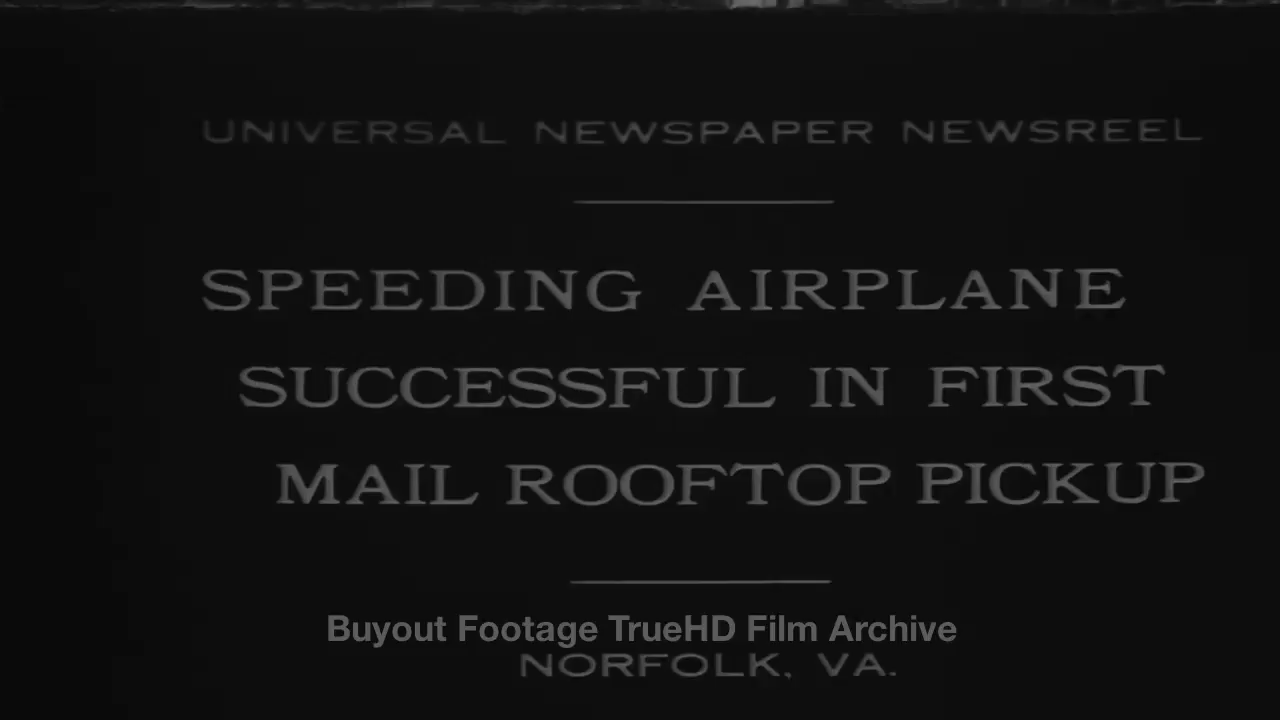 UNIVERSAL NEWSPAPER NEWSREEL
SPEEDING AIRPLANE
SUCCESSFUL IN FIRST
MAIL ROOFTOP PICKUP
Buyout Footage TrueHD Film Archive
NORFOLK, VA.